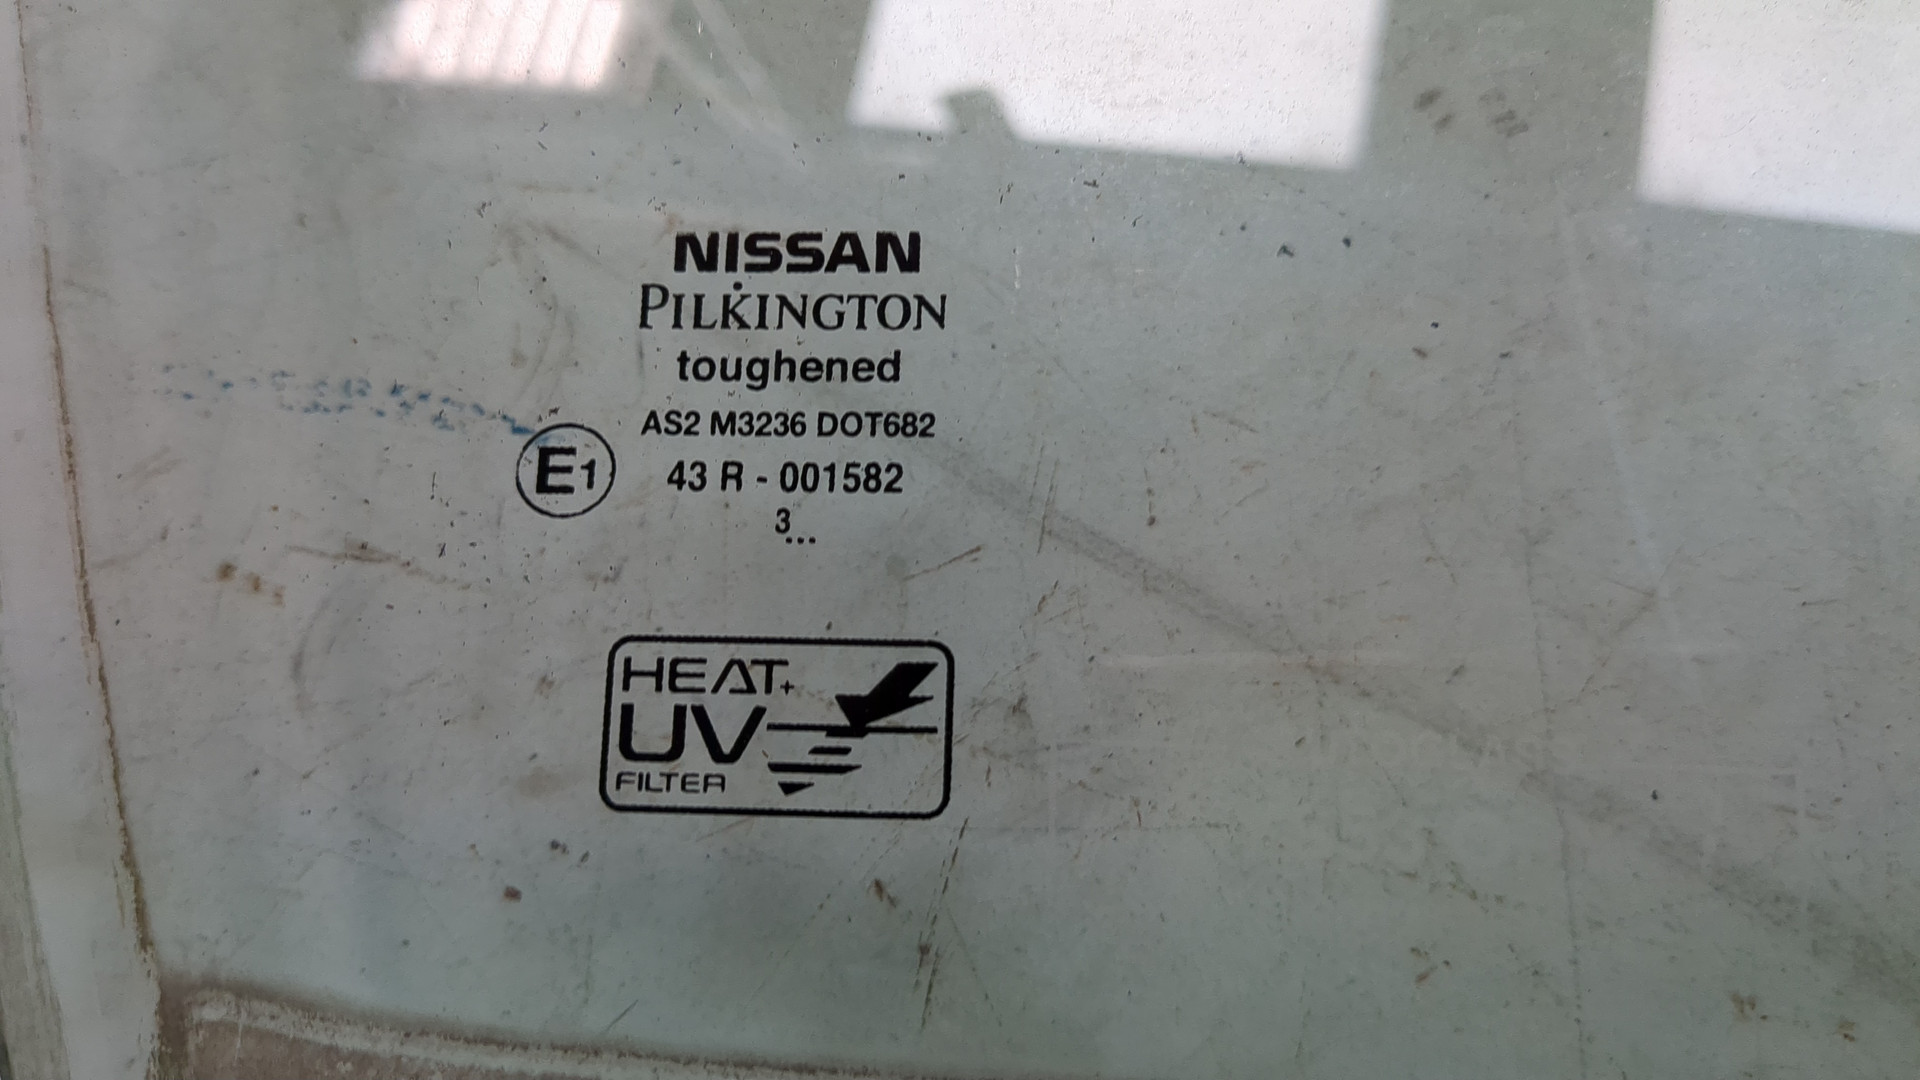 NISSAN
PILKINGTON
toughened
AS2 M3236 DOT682
E1 43 R - 001582
3...
HEAT+
UV
FILTER